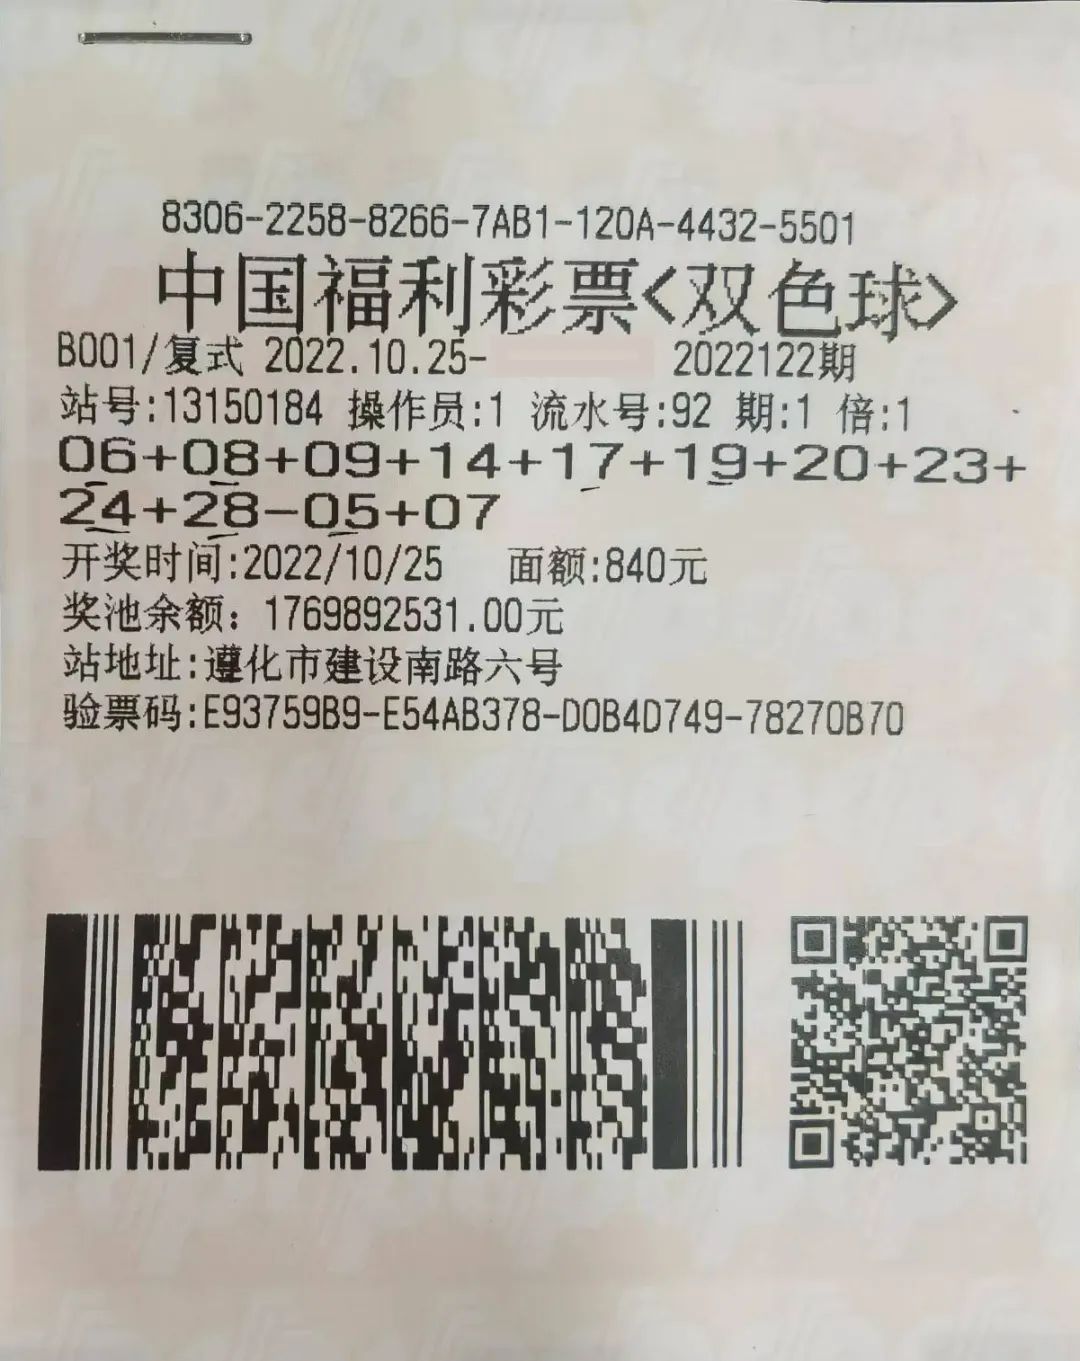 8306-2258-8266-7AB1-120A-4432-5501
中国福利彩票<双色球>
B001/复式 2022.10.25- 2022122期
站号:13150184 操作员:1 流水号:92 期:1 倍:1
06+08+09+14+17+19+20+23+
24+28-05+07
开奖时间:2022/10/25 面额:840元
奖池余额: 1769892531.00元
站地址:遵化市建设南路六号
验票码:E93759B9-E54AB378-D0B4D749-78270B70